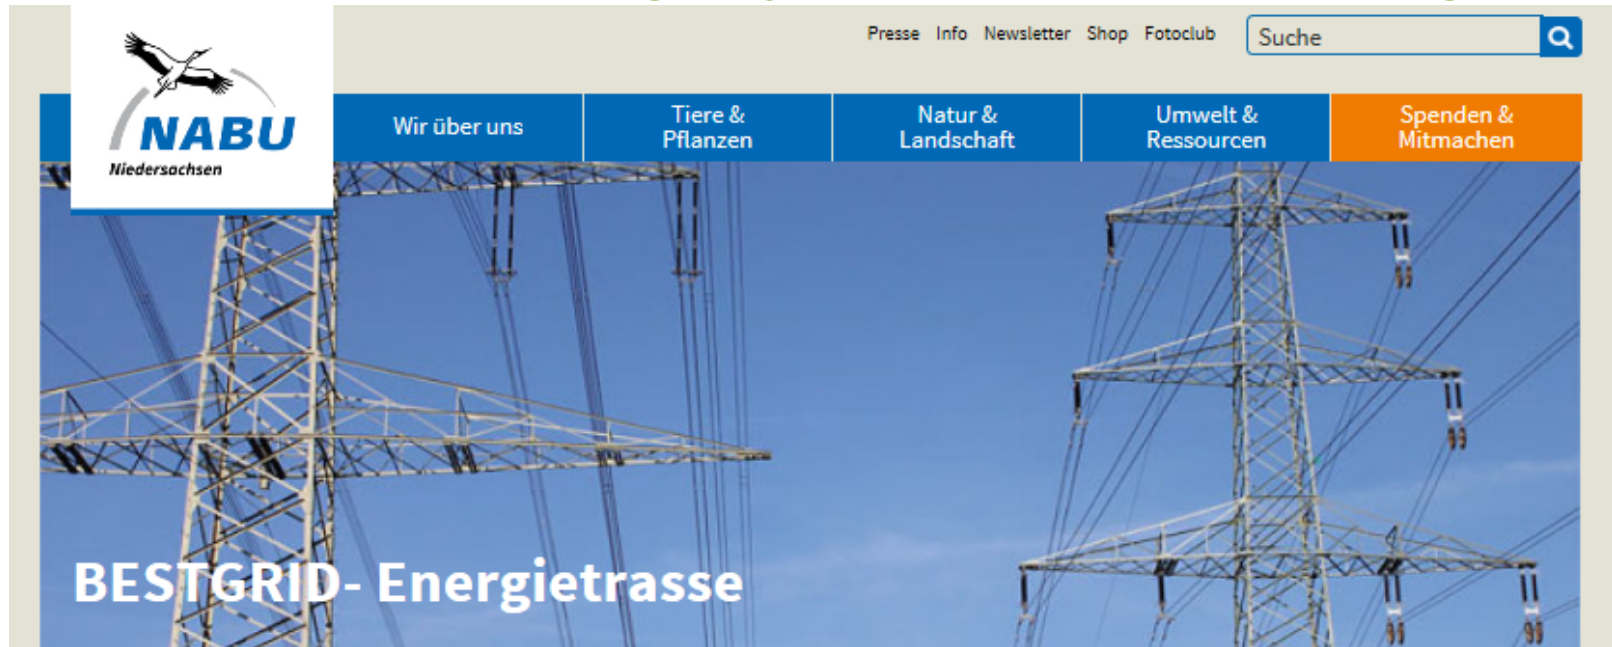 Presse Info Newsletter Shop Fotoclub
Suche
NABU
Niedersachsen
Wir über uns
Tiere &
Pflanzen
Natur &
Landschaft
Umwelt &
Ressourcen
Spenden &
Mitmachen
BESTGRID- Energietrasse